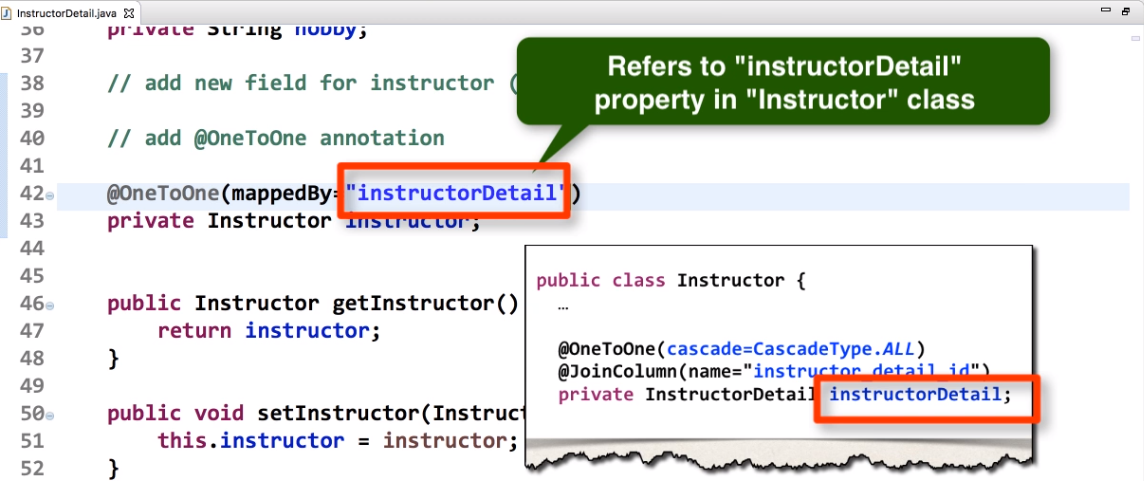 InstructorDetail.java
36 private String hobby;
37
38 // add new field for instructor (
39
40 // add @OneToOne annotation
41
42 @OneToOne(mappedBy="instructorDetail")
43 private Instructor instructor;
44
45
46 public Instructor getInstructor()
47 return instructor;
48 }
49
50 public void setInstructor(Instruct
51 this.instructor = instructor;
52 }
Refers to "instructorDetail"
property in "Instructor" class
public class Instructor {
…
@OneToOne(cascade=CascadeType.ALL)
@JoinColumn(name="instructor_detail_id")
private InstructorDetail instructorDetail;